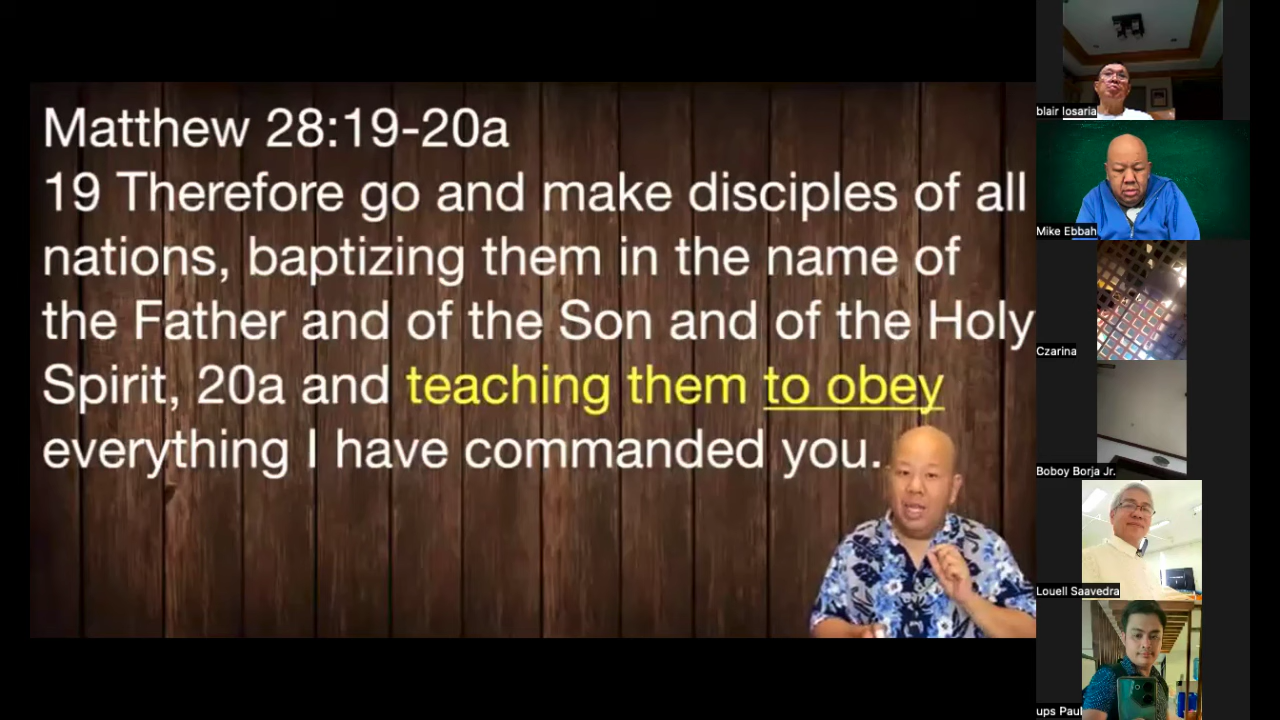 Matthew 28:19-20a
19 Therefore go and make disciples of all
nations, baptizing them in the name of
the Father and of the Son and of the Holy
Spirit, 20a and teaching them to obey
everything I have commanded you.
blair Iosaria
Mike Ebbah
Czarina
Boboy Borja Jr.
Louell Saavedra
ups Paul